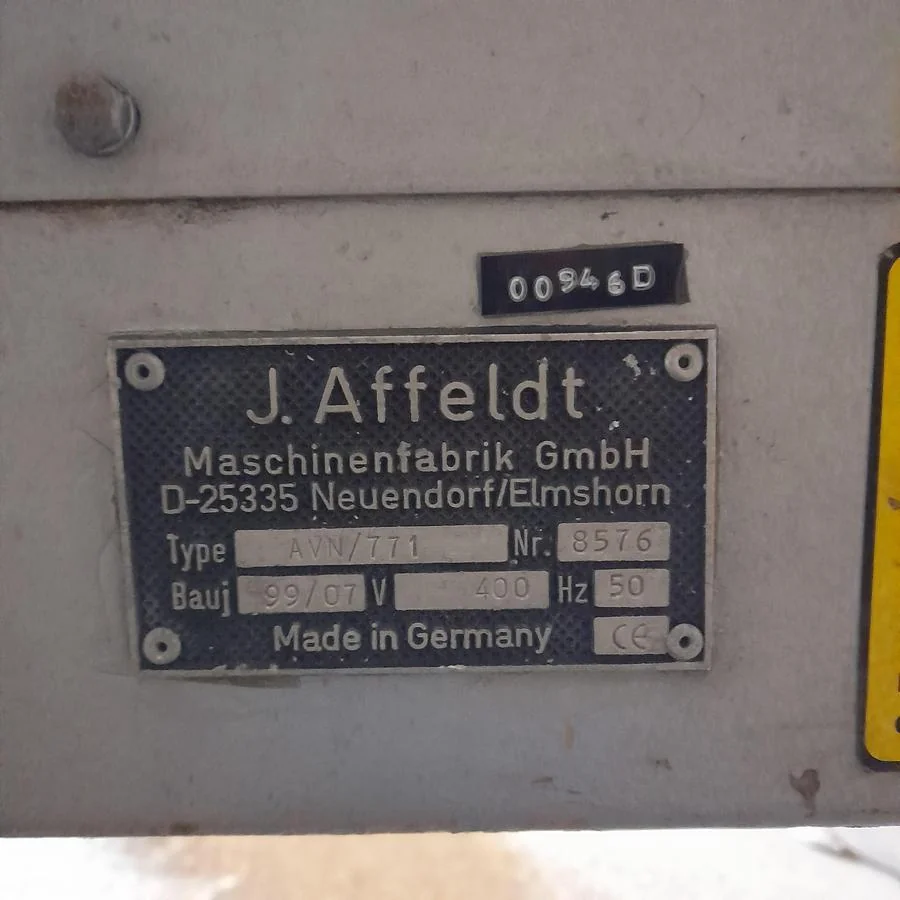 00946D
J. Affeldt
Maschinenfabrik GmbH
D-25335 Neuendorf/Elmshorn
Type AVN/771 Nr. 8576
Bauj 99/07 V 400 Hz 50
Made in Germany CE